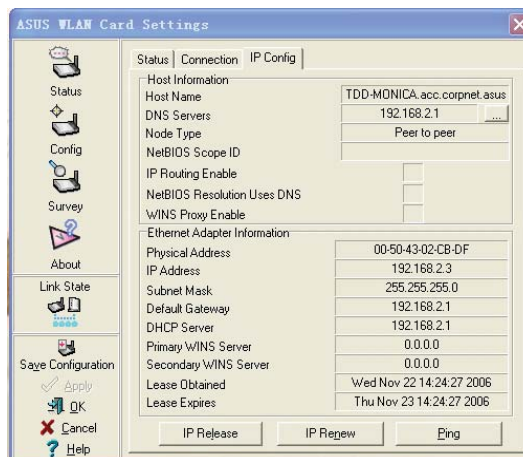 ASUS WLAN Card Settings
Status
Config
Survey
About
Link State
Save Configuration
Apply
OK
Cancel
Help
Status Connection IP Config
Host Information
Host Name TDD-MONICA.acc.corpnet.asus
DNS Servers 192.168.2.1 ...
Node Type Peer to peer
NetBIOS Scope ID
IP Routing Enable
NetBIOS Resolution Uses DNS
WINS Proxy Enable
Ethernet Adapter Information
Physical Address 00-50-43-02-CB-DF
IP Address 192.168.2.3
Subnet Mask 255.255.255.0
Default Gateway 192.168.2.1
DHCP Server 192.168.2.1
Primary WINS Server 0.0.0.0
Secondary WINS Server 0.0.0.0
Lease Obtained Wed Nov 22 14:24:27 2006
Lease Expires Thu Nov 23 14:24:27 2006
IP Release IP Renew Ping